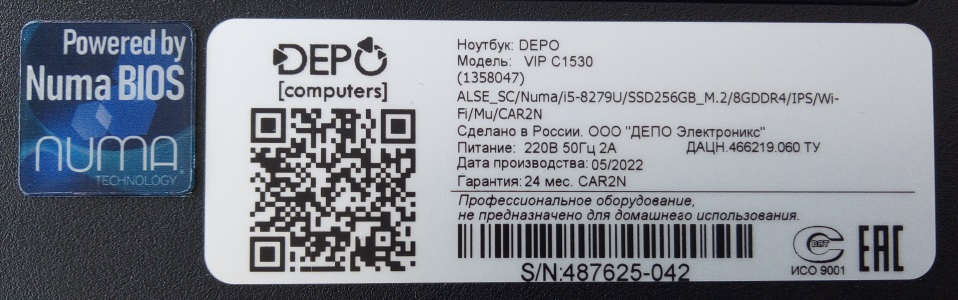 Powered by
Numa BIOS
NUMA
TECHNOLOGY
DEPO
[computers]
Ноутбук: DEPO
Модель: VIP C1530
(1358047)
ALSE_SC/Numa/i5-8279U/SSD256GB_M.2/8GDDR4/IPS/Wi-
Fi/Mu/CAR2N
Сделано в России. ООО "ДЕПО Электроникс"
Питание: 220В 50Гц 2А ДАЦН.466219.060 ТУ
Дата производства: 05/2022
Гарантия: 24 мес. CAR2N
Профессиональное оборудование,
не предназначено для домашнего использования.
S/N:487625-042
ВЯТ
ИСО 9001
EAC